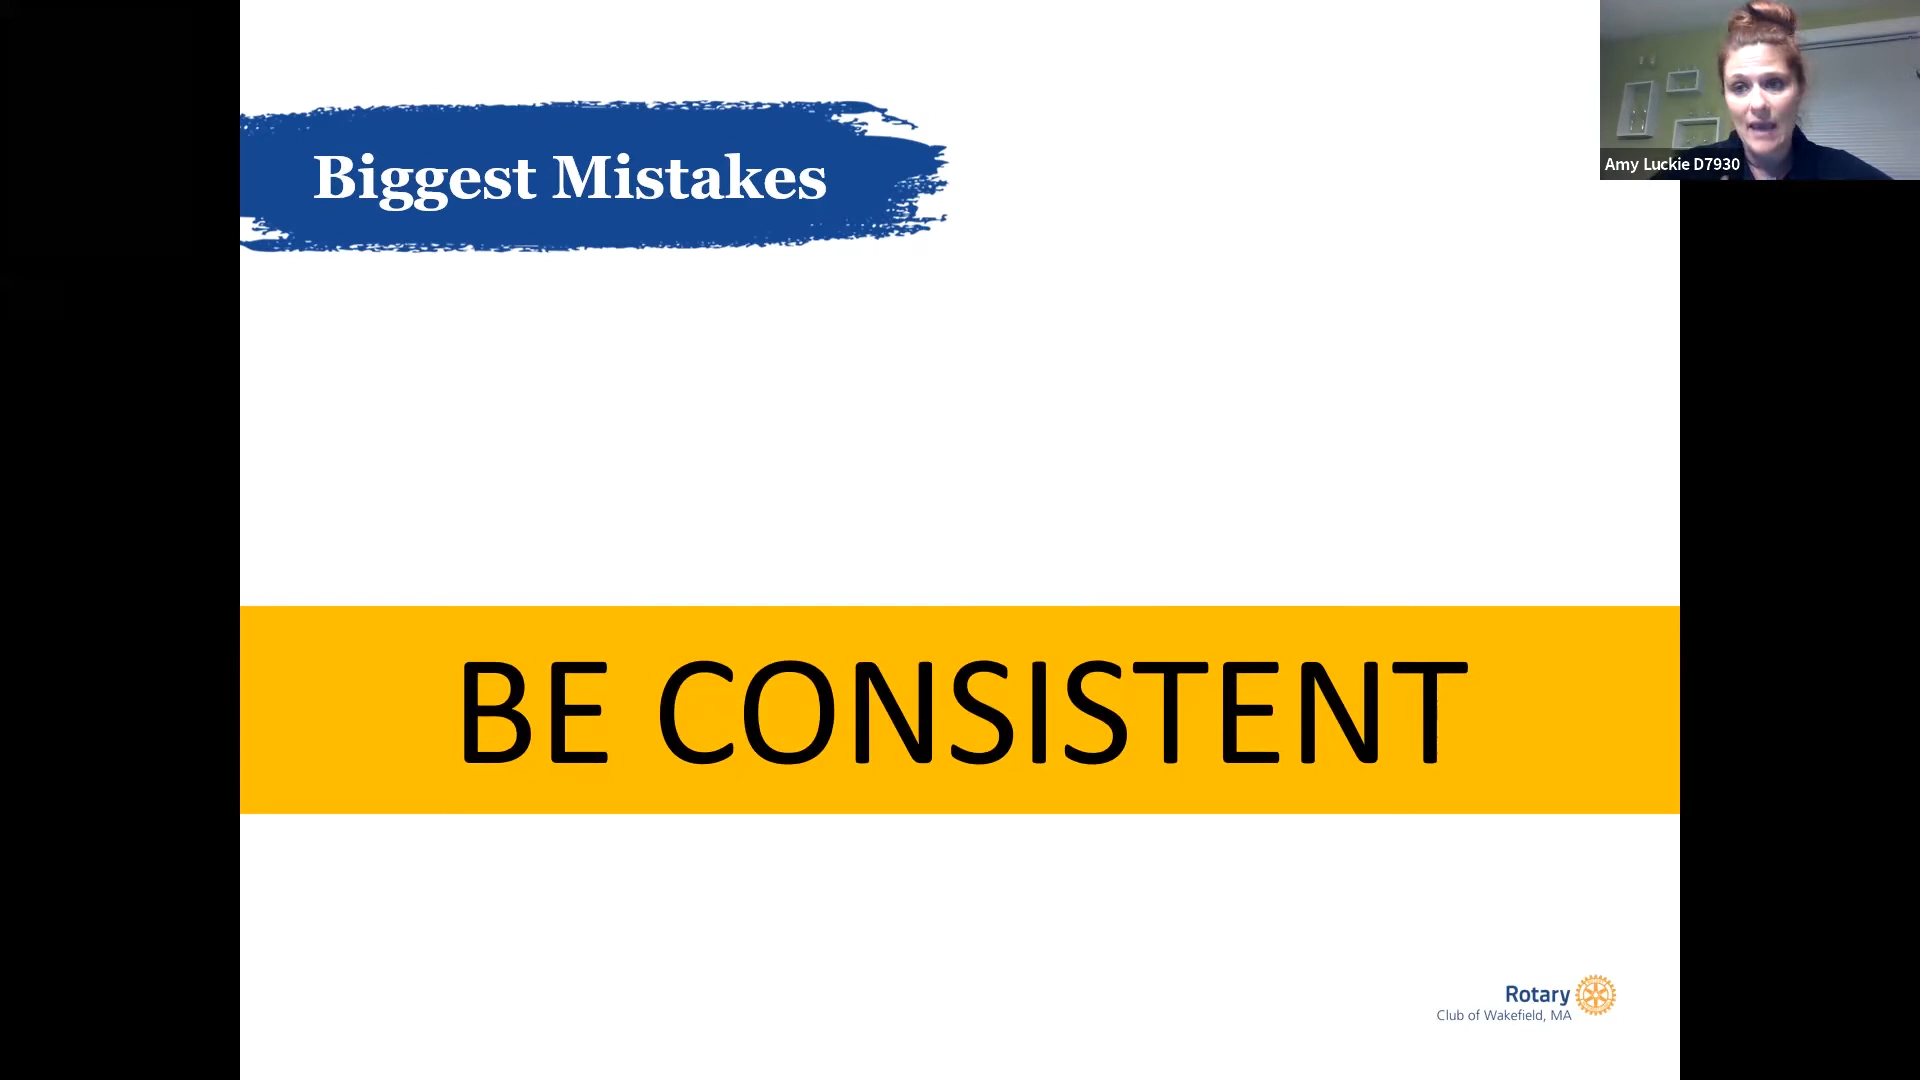 Biggest Mistakes
Amy Luckie D7930
BE CONSISTENT
Rotary
Club of Wakefield, MA